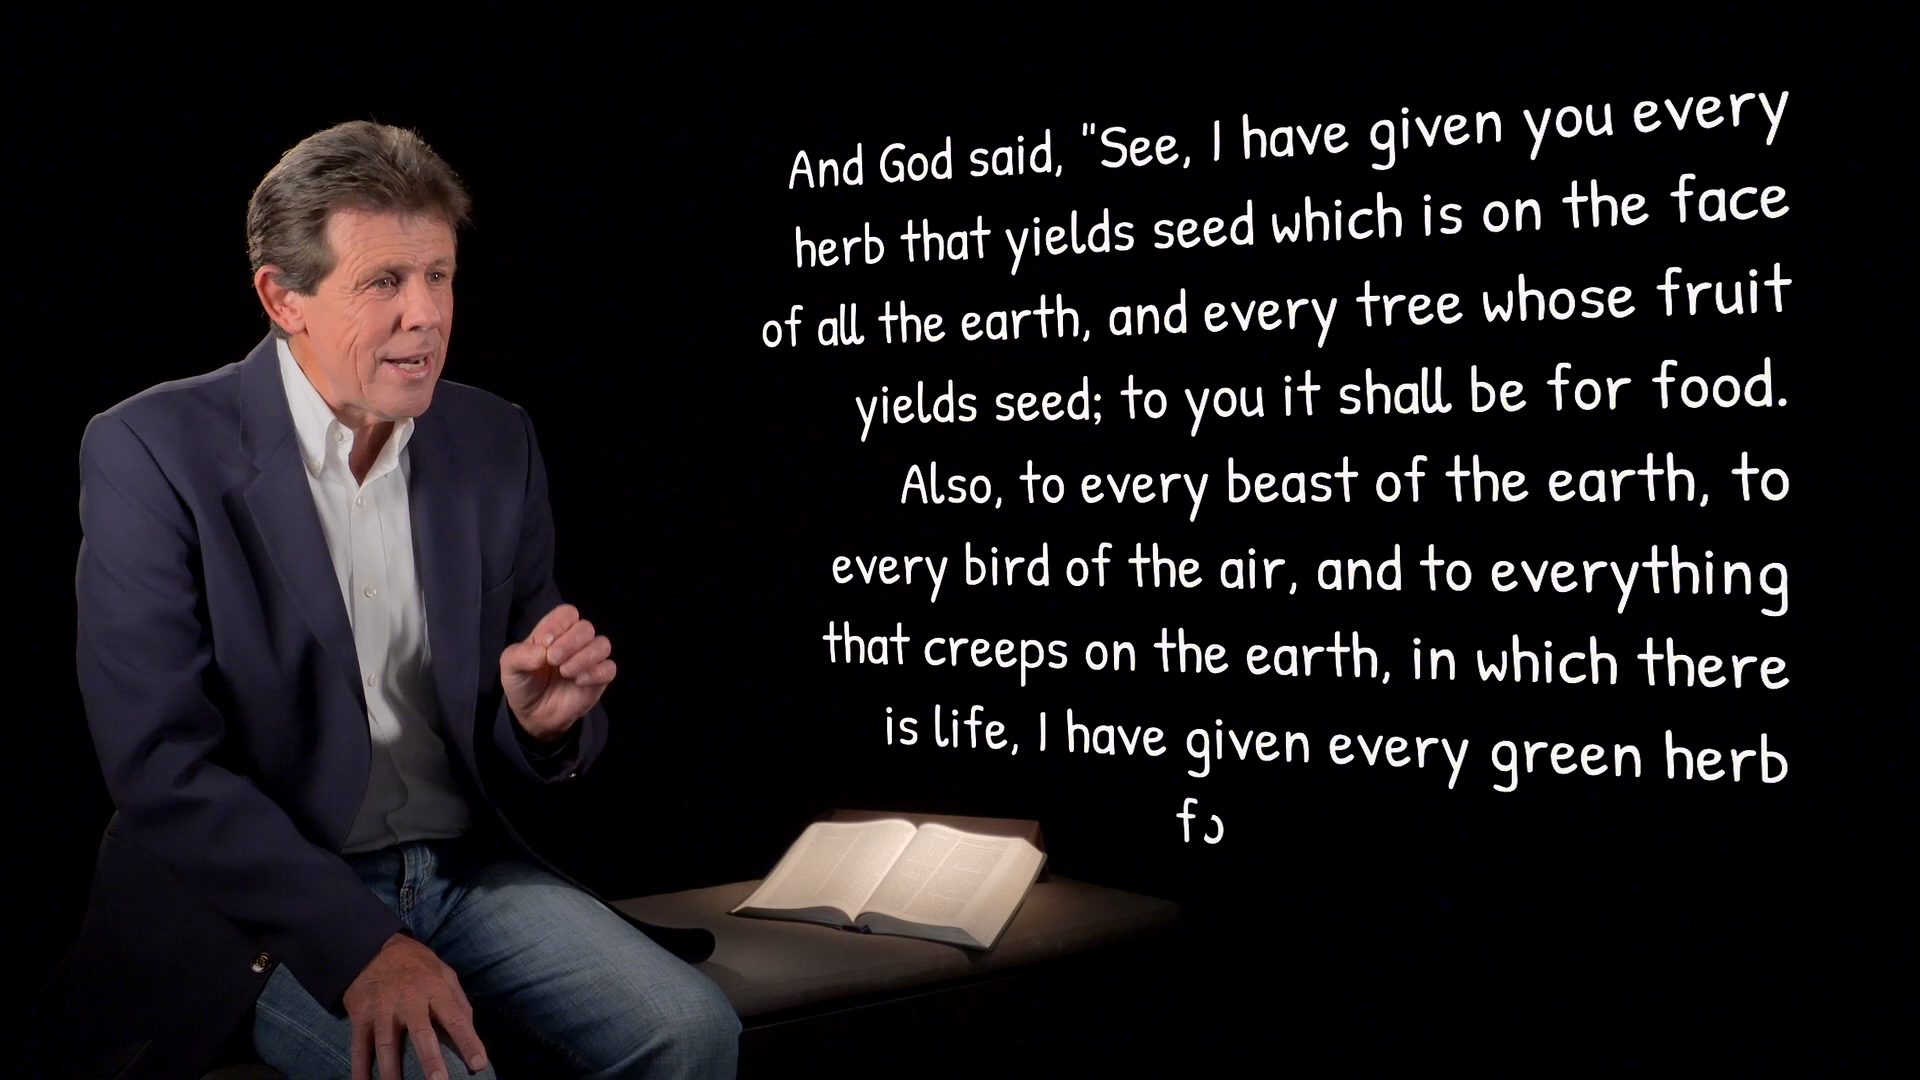 And God said, "See, I have given you every
herb that yields seed which is on the face
of all the earth, and every tree whose fruit
yields seed; to you it shall be for food.
Also, to every beast of the earth, to
every bird of the air, and to everything
that creeps on the earth, in which there
is life, I have given every green herb